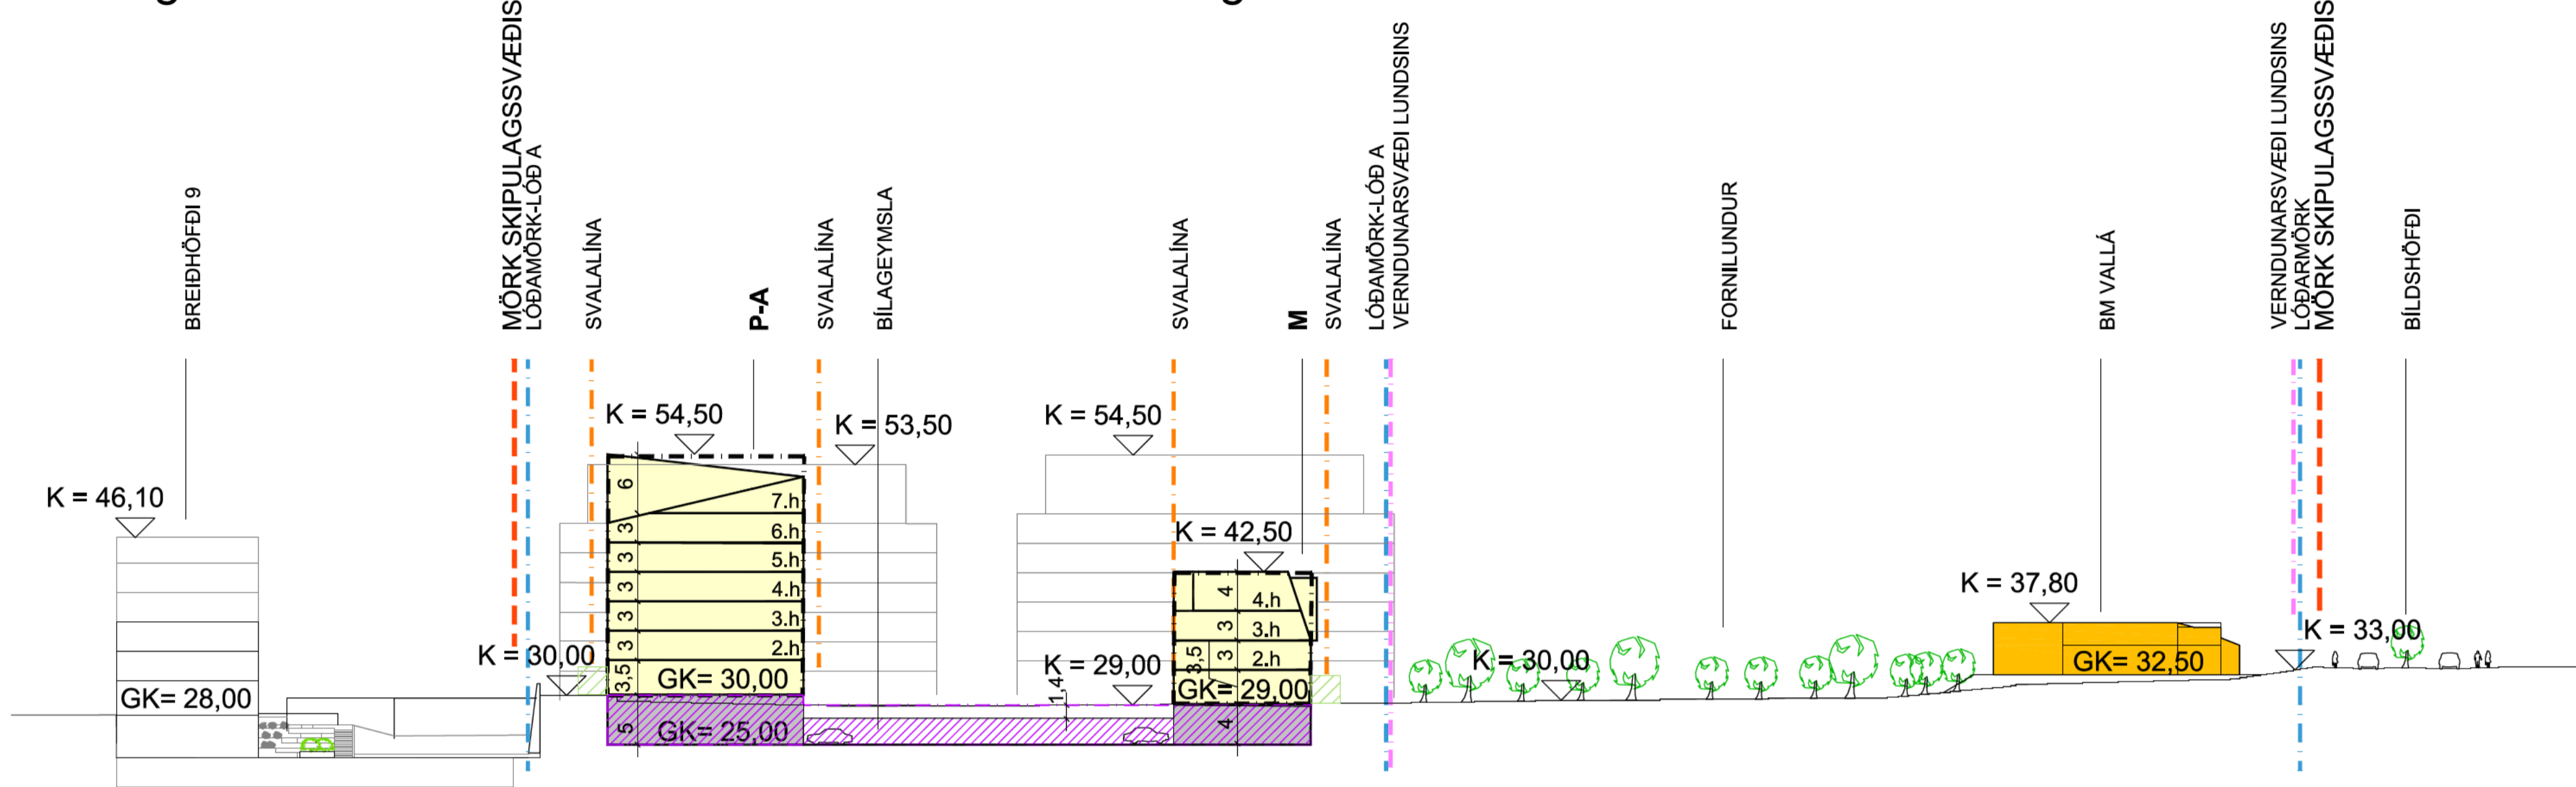 BREIÐHÖFÐI 9
MÖRK SKIPULAGSSVÆÐIS
LÓÐAMÖRK-LÓÐ A
SVALALÍNA
P-A
SVALALÍNA
BÍLAGEYMSLA
SVALALÍNA
M
SVALALÍNA
LÓÐAMÖRK-LÓÐ A
VERNDUNARSVÆÐI LUNDSINS
FORNILUNDUR
BM VALLÁ
VERNDUNARSVÆÐI LUNDSINS
LÓÐARMÖRK
MÖRK SKIPULAGSSVÆÐIS
BÍLDSHÖFÐI
K = 46,10
GK= 28,00
K = 30,00
K = 54,50
K = 53,50
6
7.h
3
6.h
3
5.h
3
4.h
3
3.h
3
2.h
3,5
GK= 30,00
5
GK= 25,00
K = 54,50
K = 29,00
1,4
K = 42,50
4
4.h
3
3.h
3,5
3
2.h
GK= 29,00
4
K = 30,00
K = 37,80
GK= 32,50
K = 33,00